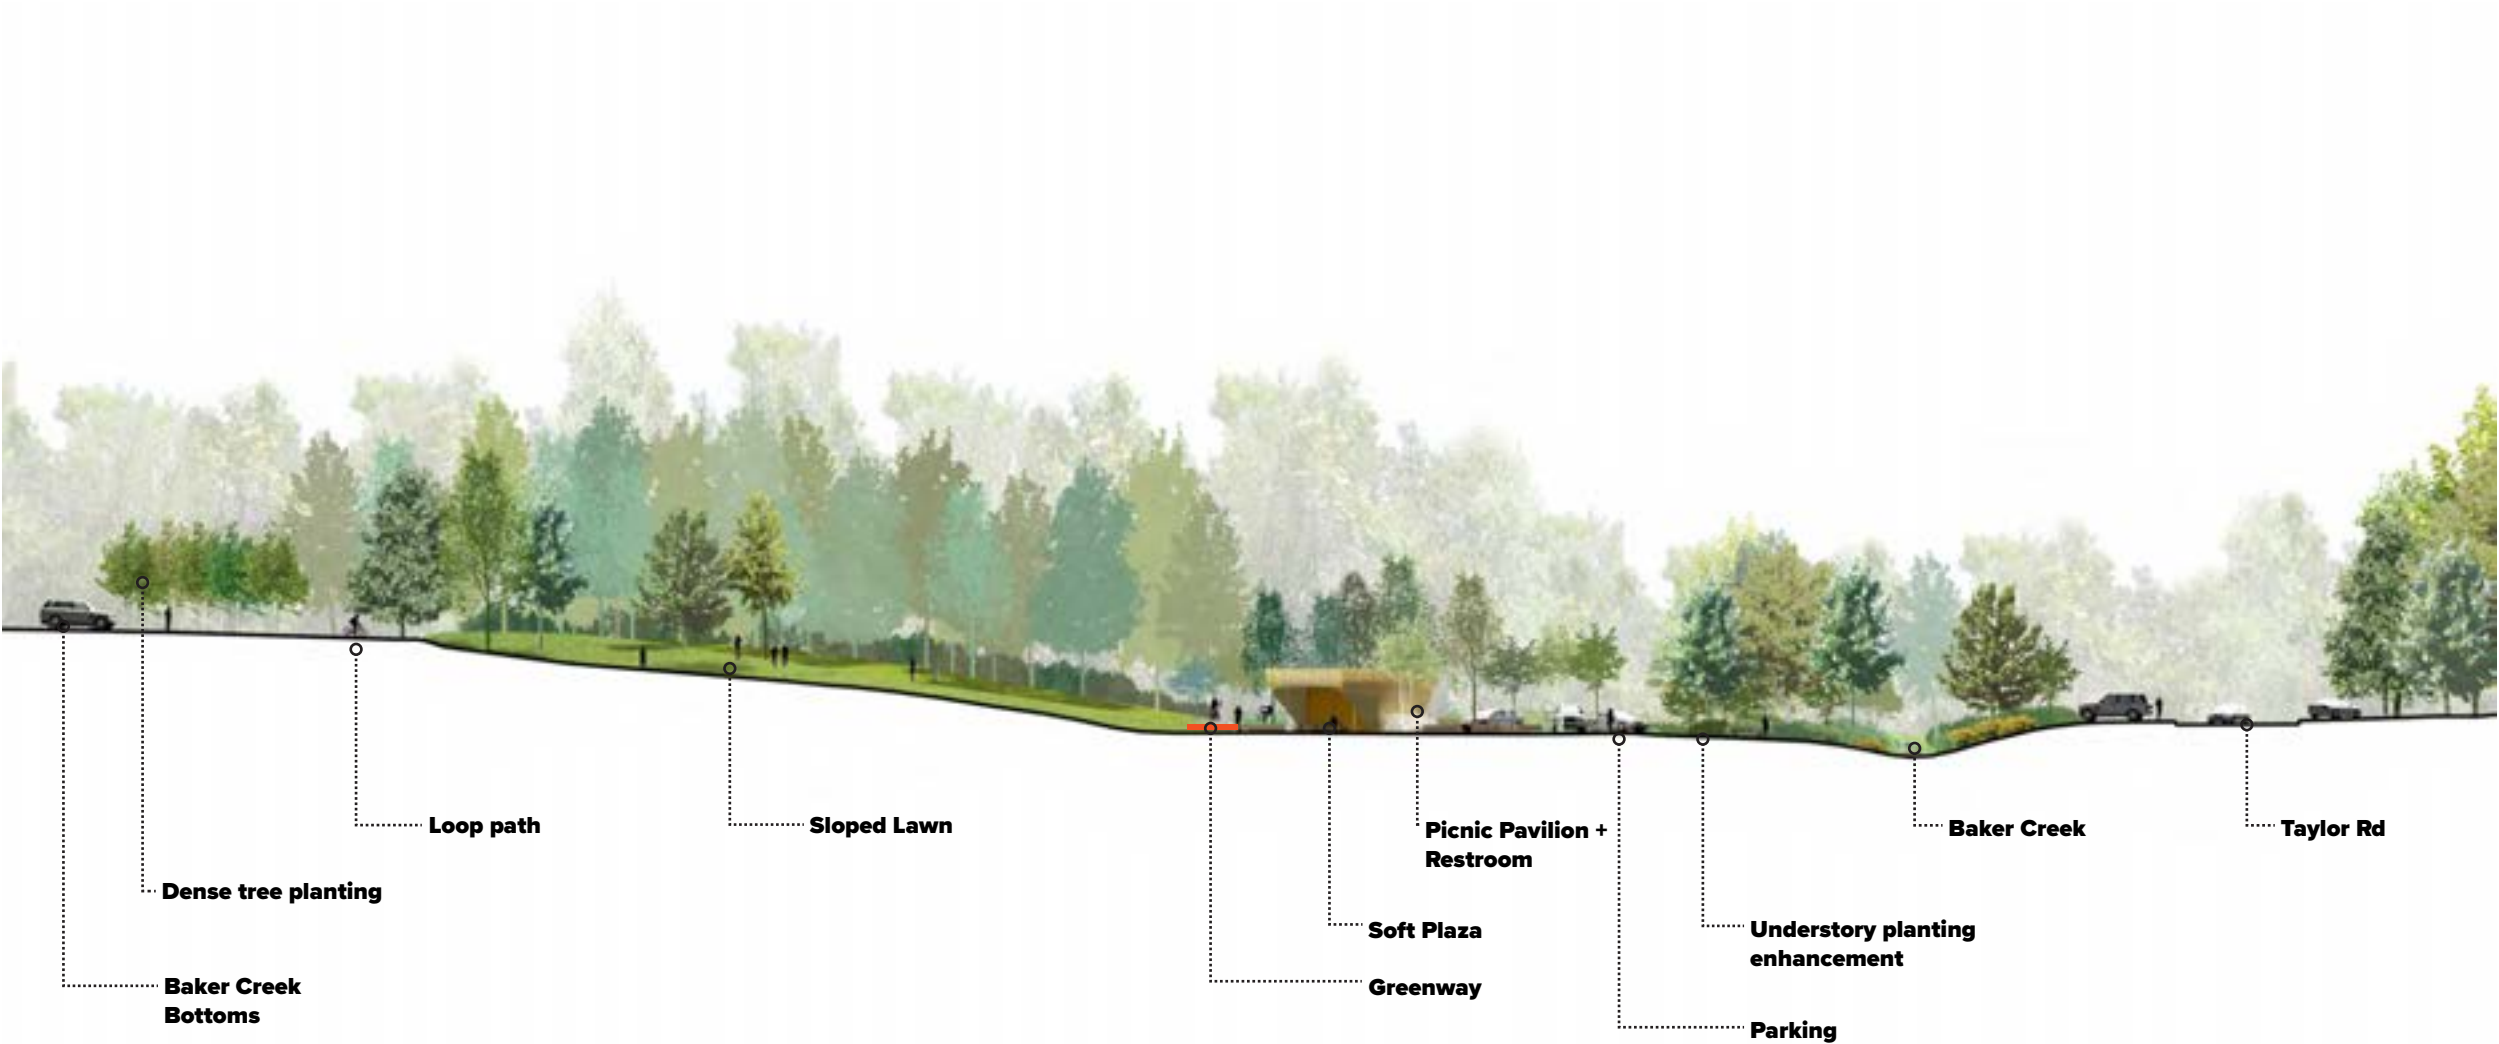 Loop path
Sloped Lawn
Picnic Pavilion +
Restroom
Baker Creek
Taylor Rd
Dense tree planting
Soft Plaza
Understory planting
enhancement
Baker Creek
Bottoms
Greenway
Parking